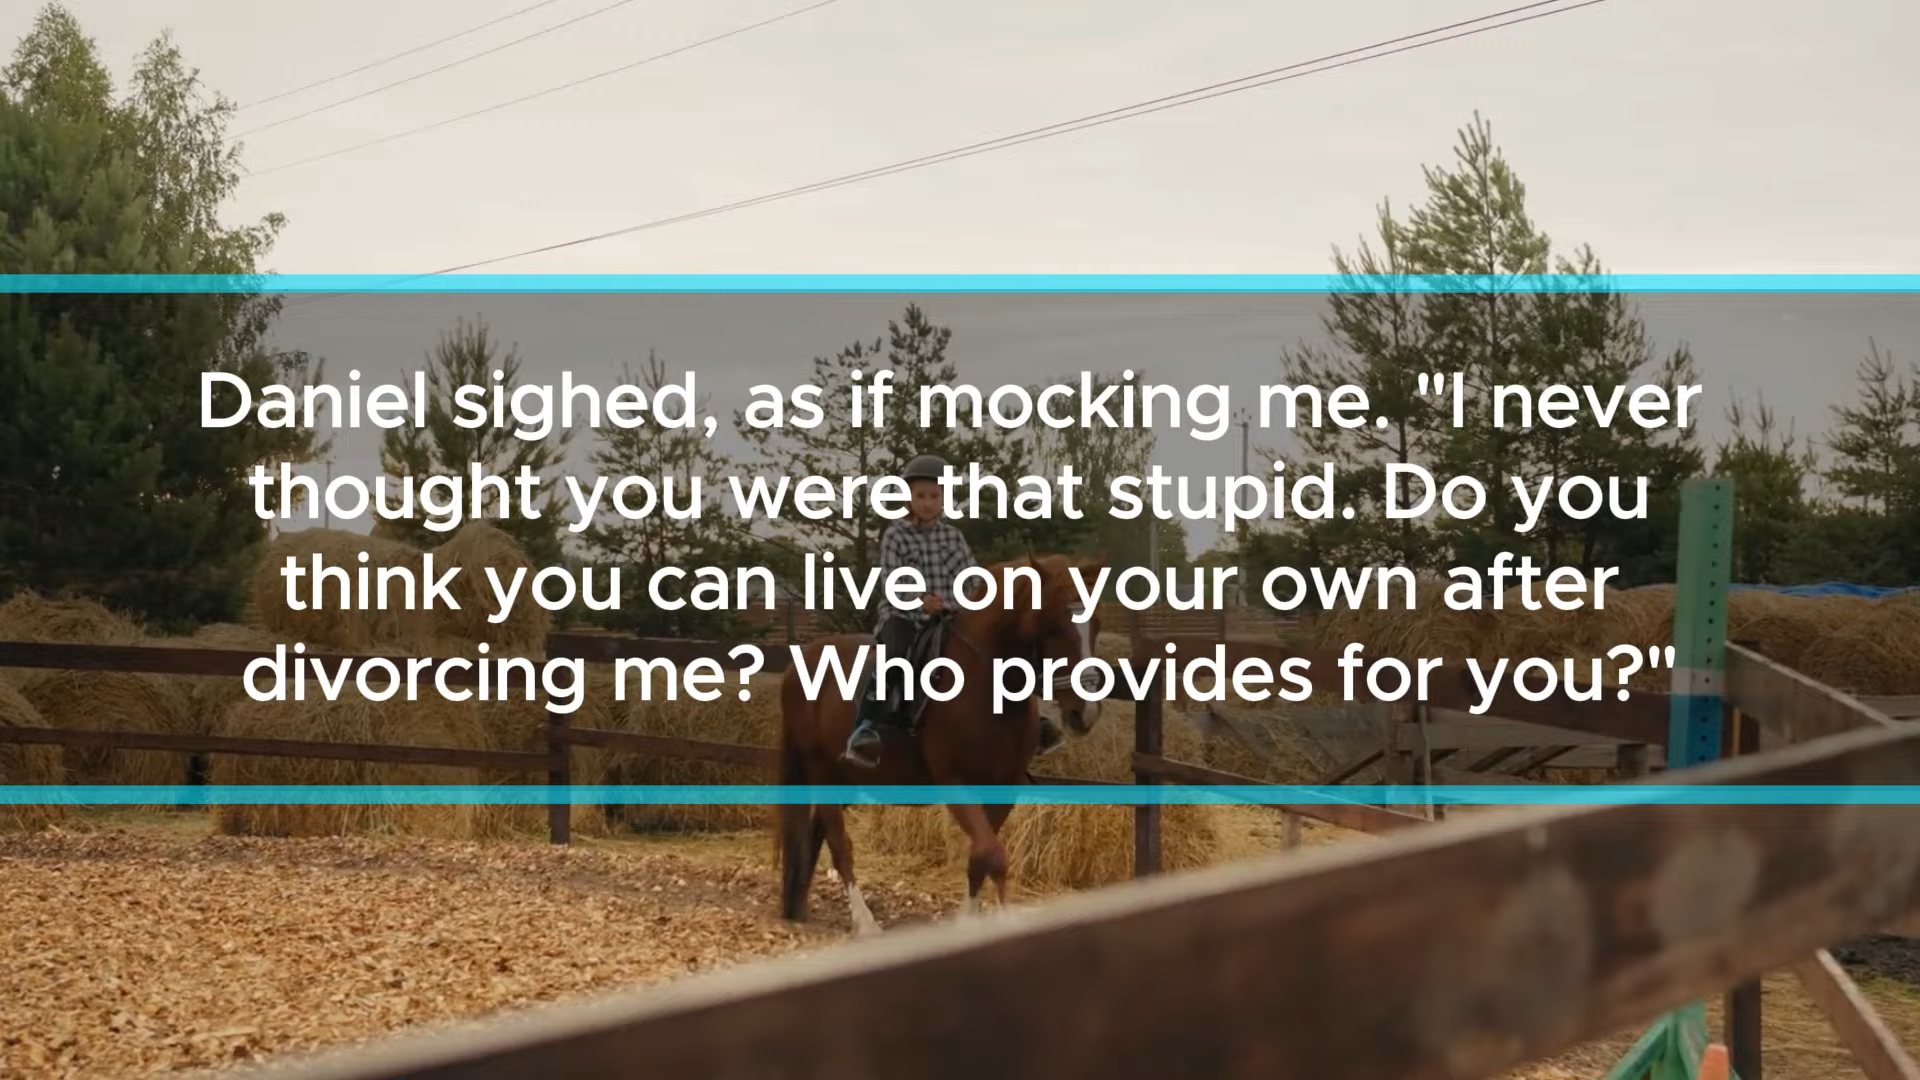 Daniel sighed, as if mocking me. "I never
thought you were that stupid. Do you
think you can live on your own after
divorcing me? Who provides for you?"